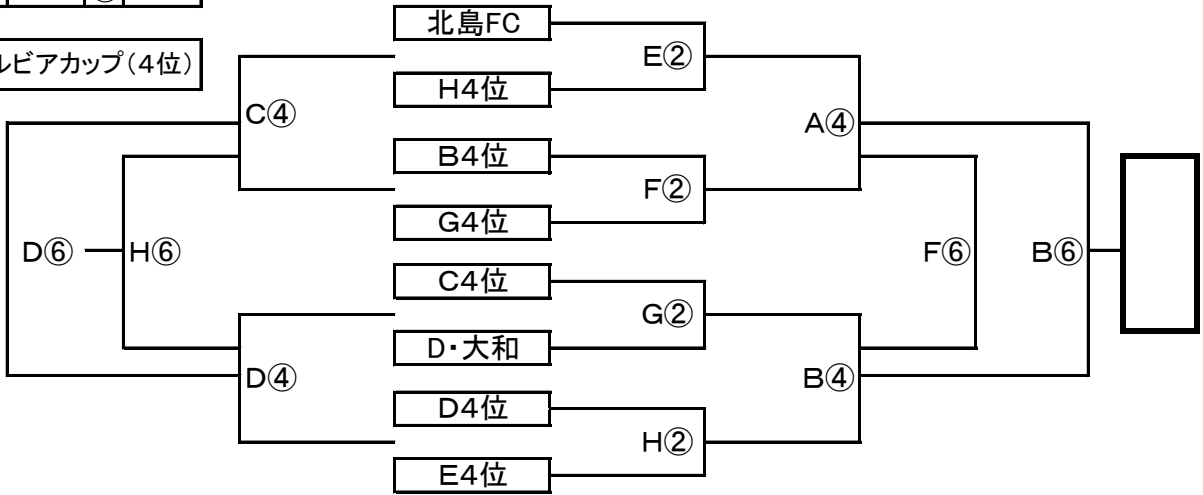 北島FC
E②
ルビアカップ（４位）
H４位
C④
A④
B４位
F②
G４位
D⑥
H⑥
F⑥
B⑥
C４位
G②
D・大和
D④
B④
D４位
H②
E４位